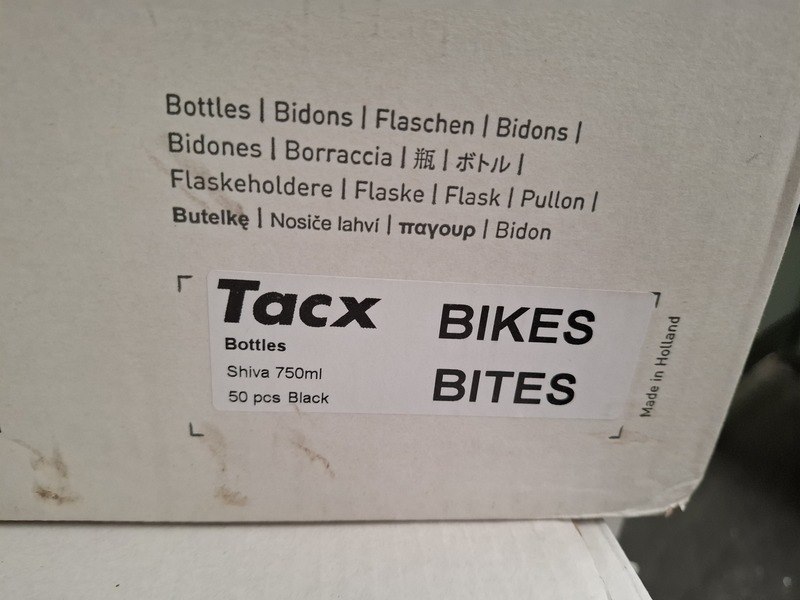 Bottles | Bidons | Flaschen | Bidons |
Bidones | Borraccia | 瓶 | ボトル |
Flaskeholdere | Flaske | Flask | Pullon |
Butelkę | Nosiče lahví | παγουρ | Bidon
Tacx
Bottles
Shiva 750ml
50 pcs Black
BIKES
BITES
Made in Holland